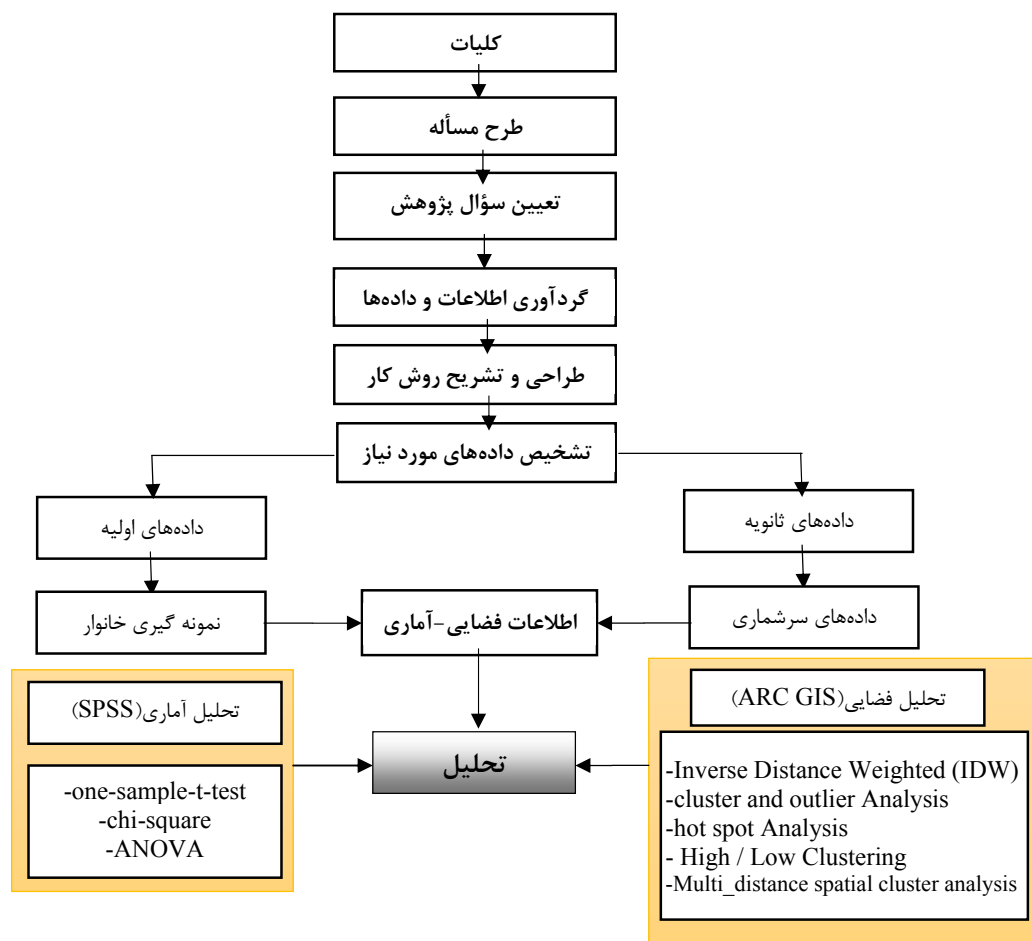 کلیات
طرح مسأله
تعیین سؤال پژوهش
گردآوری اطلاعات و داده‌ها
طراحی و تشریح روش کار
تشخیص داده‌های مورد نیاز
داده‌های ثانویه
داده‌های اولیه
داده‌های سرشماری
اطلاعات فضایی-آماری
نمونه گیری خانوار
تحلیل فضایی(ARC GIS)
-Inverse Distance Weighted (IDW)
-cluster and outlier Analysis
-hot spot Analysis
- High / Low Clustering
-Multi_distance spatial cluster analysis
تحلیل
تحلیل آماری(SPSS)
-one-sample-t-test
-chi-square
-ANOVA